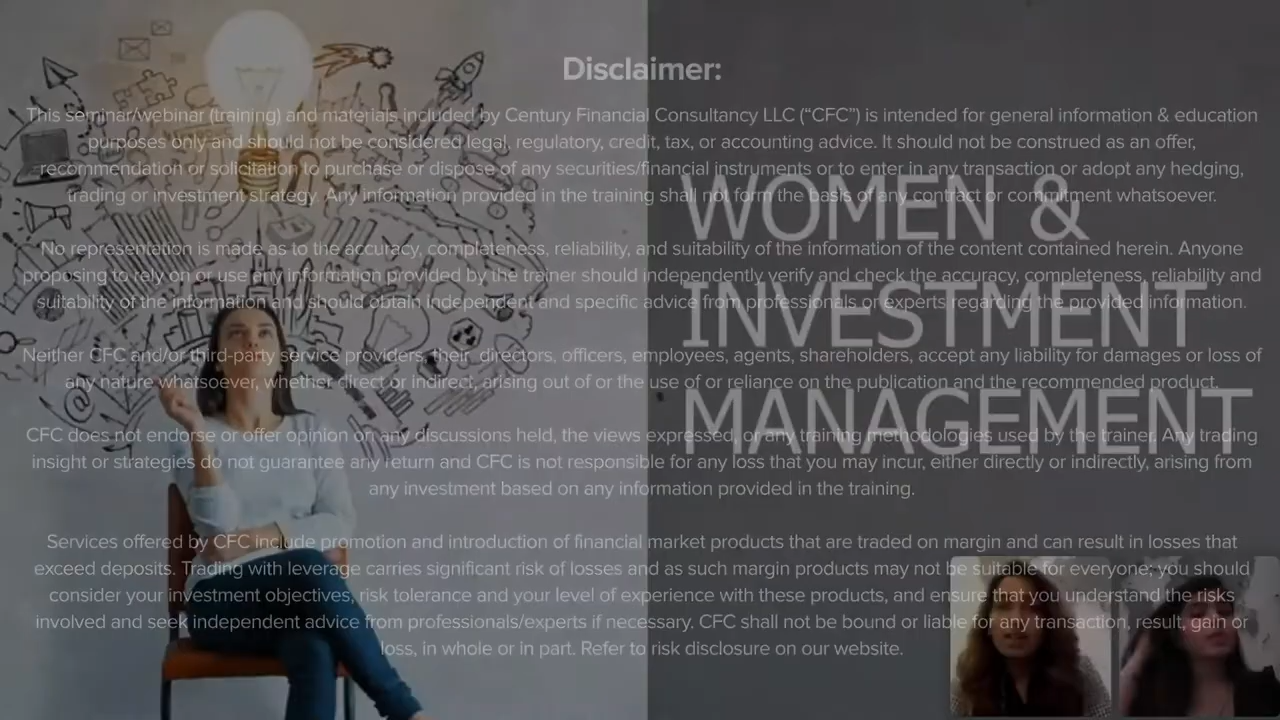 Disclaimer:
This seminar/webinar (training) and materials included by Century Financial Consultancy LLC (“CFC”) is intended for general information & education
purposes only and should not be considered legal, regulatory, credit, tax, or accounting advice. It should not be construed as an offer,
recommendation or solicitation to purchase or dispose of any securities/financial instruments or to enter in any transaction or adopt any hedging,
trading or investment strategy. Any information provided in the training shall not form the basis of any contract or commitment whatsoever.
No representation is made as to the accuracy, completeness, reliability, and suitability of the information of the content contained herein. Anyone
proposing to rely on or use any information provided by the trainer should independently verify and check the accuracy, completeness, reliability and
suitability of the information and should obtain independent and specific advice from professionals or experts regarding the provided information.
Neither CFC and/or third-party service providers, their directors, officers, employees, agents, shareholders, accept any liability for damages or loss of
any nature whatsoever, whether direct or indirect, arising out of or the use of or reliance on the publication and the recommended product.
CFC does not endorse or offer opinion on any discussions held, the views expressed, or any training methodologies used by the trainer. Any trading
insight or strategies do not guarantee any return and CFC is not responsible for any loss that you may incur, either directly or indirectly, arising from
any investment based on any information provided in the training.
Services offered by CFC include promotion and introduction of financial market products that are traded on margin and can result in losses that
exceed deposits. Trading with leverage carries significant risk of losses and as such margin products may not be suitable for everyone; you should
consider your investment objectives, risk tolerance and your level of experience with these products, and ensure that you understand the risks
involved and seek independent advice from professionals/experts if necessary. CFC shall not be bound or liable for any transaction, result, gain or
loss, in whole or in part. Refer to risk disclosure on our website.
WOMEN &
INVESTMENT
MANAGEMENT